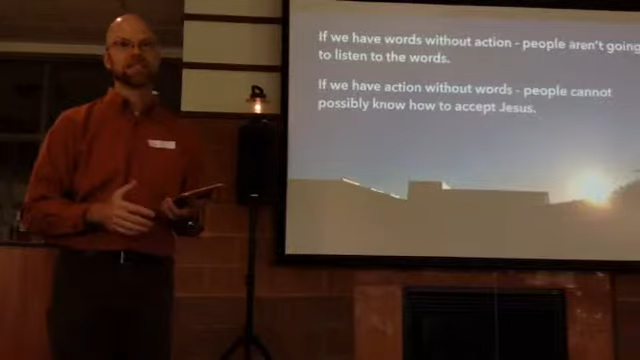 If we have words without action - people aren't going
to listen to the words.
If we have action without words - people cannot
possibly know how to accept Jesus.